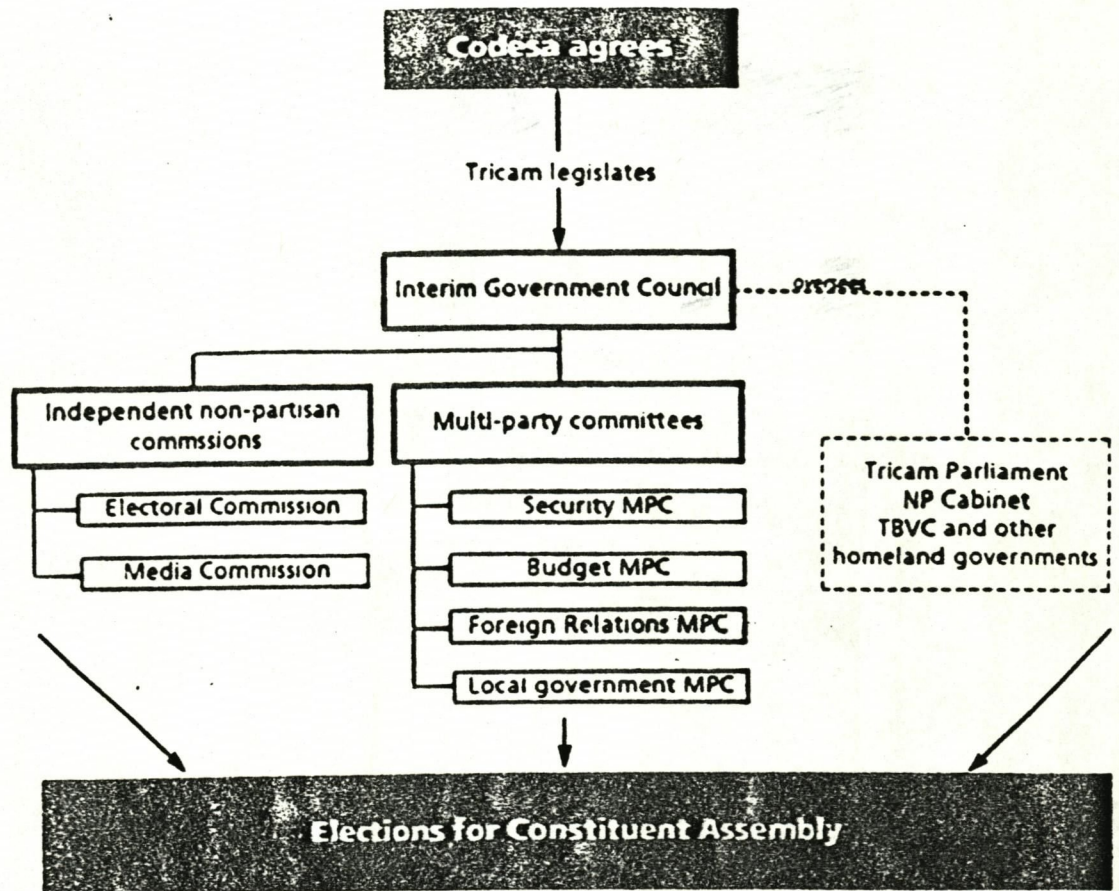 Codesa agrees
Tricam legislates
Interim Government Council
oversees
Independent non-partisan
commssions
Electoral Commission
Media Commission
Multi-party committees
Security MPC
Budget MPC
Foreign Relations MPC
Local government MPC
Tricam Parliament
NP Cabinet
TBVC and other
homeland governments
Elections for Constituent Assembly